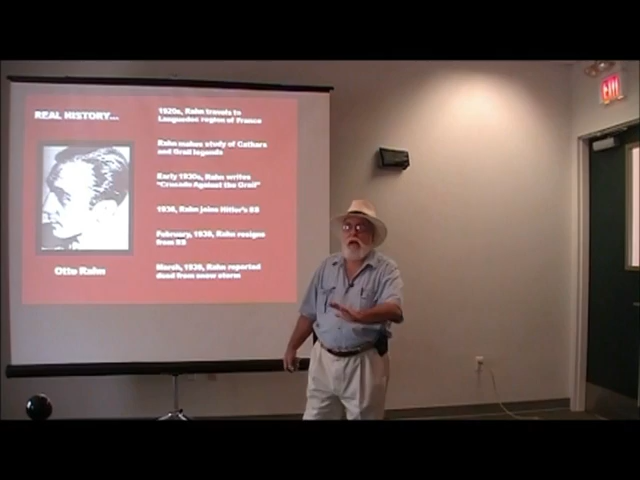 REAL HISTORY...
1920s, Rahn travels to
Languedoc region of France
Rahn makes study of Cathars
and Grail legends
Early 1930s, Rahn writes
"Crusade Against the Grail"
1936, Rahn joins Hitler's SS
February, 1939, Rahn resigns
from SS
March, 1939, Rahn reported
dead from snow storm
Otto Rahn
EXIT